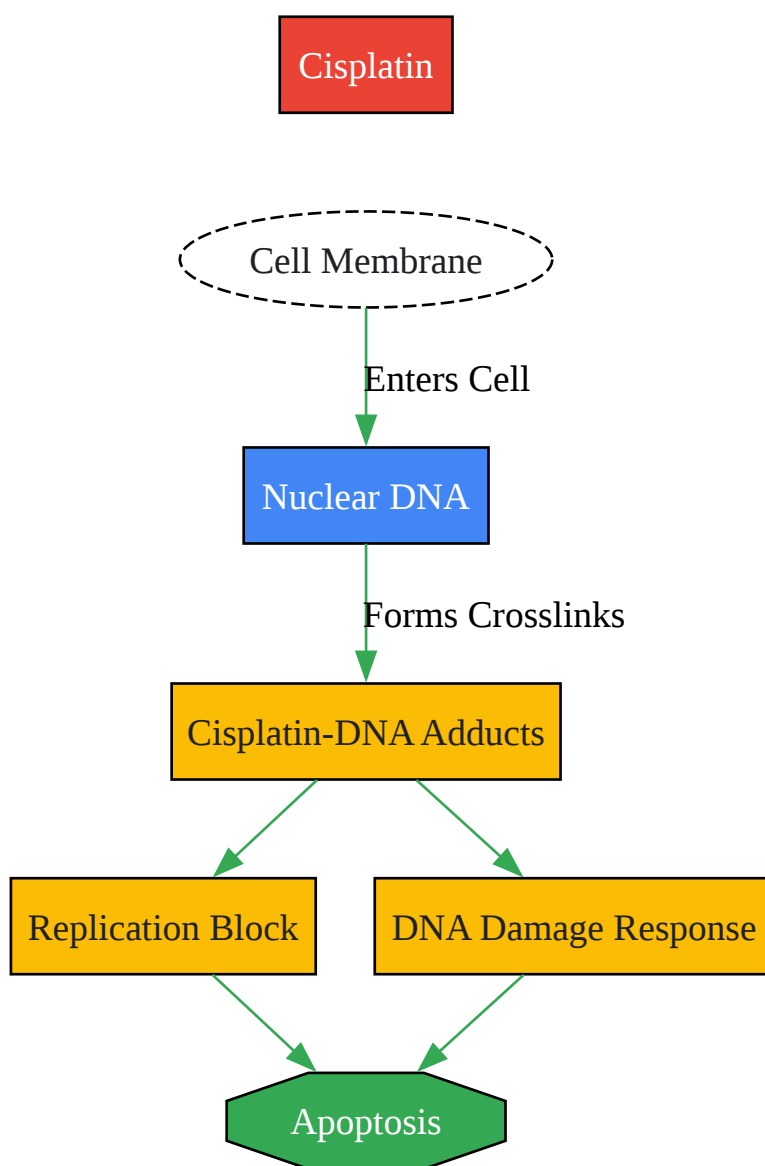 Cisplatin
Cell Membrane
Enters Cell
Nuclear DNA
Forms Crosslinks
Cisplatin-DNA Adducts
Replication Block
DNA Damage Response
Apoptosis